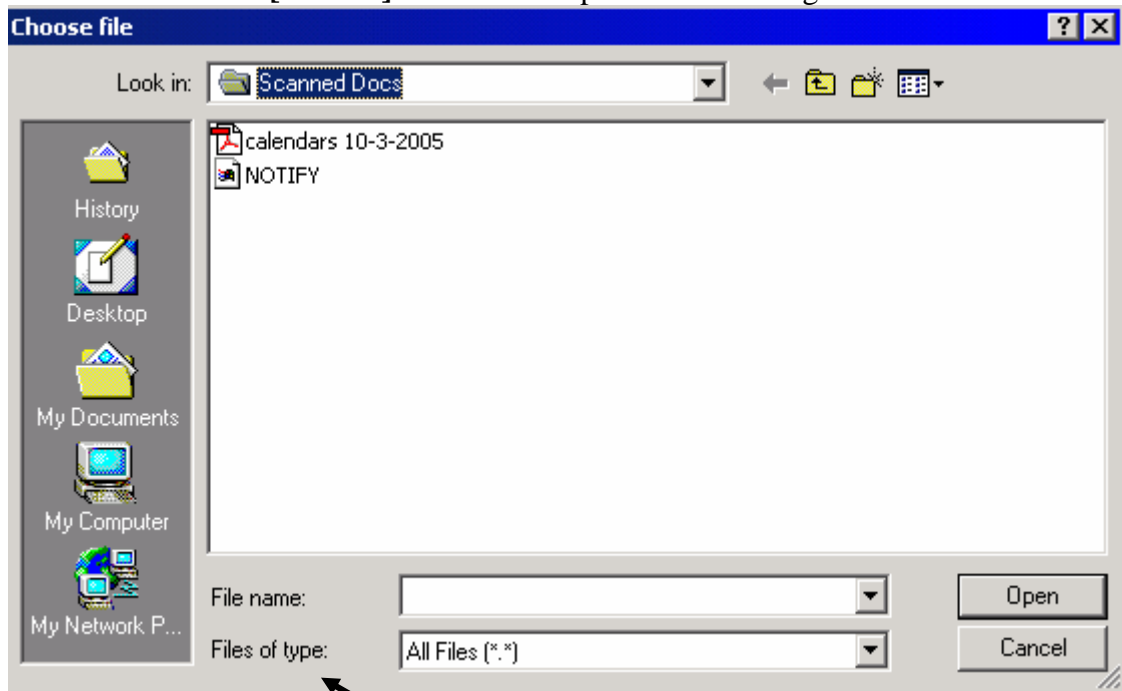 Choose file
Look in: Scanned Docs
calendars 10-3-2005
NOTIFY
History
Desktop
My Documents
My Computer
My Network P...
File name:
Open
Files of type: All Files (*.*)
Cancel